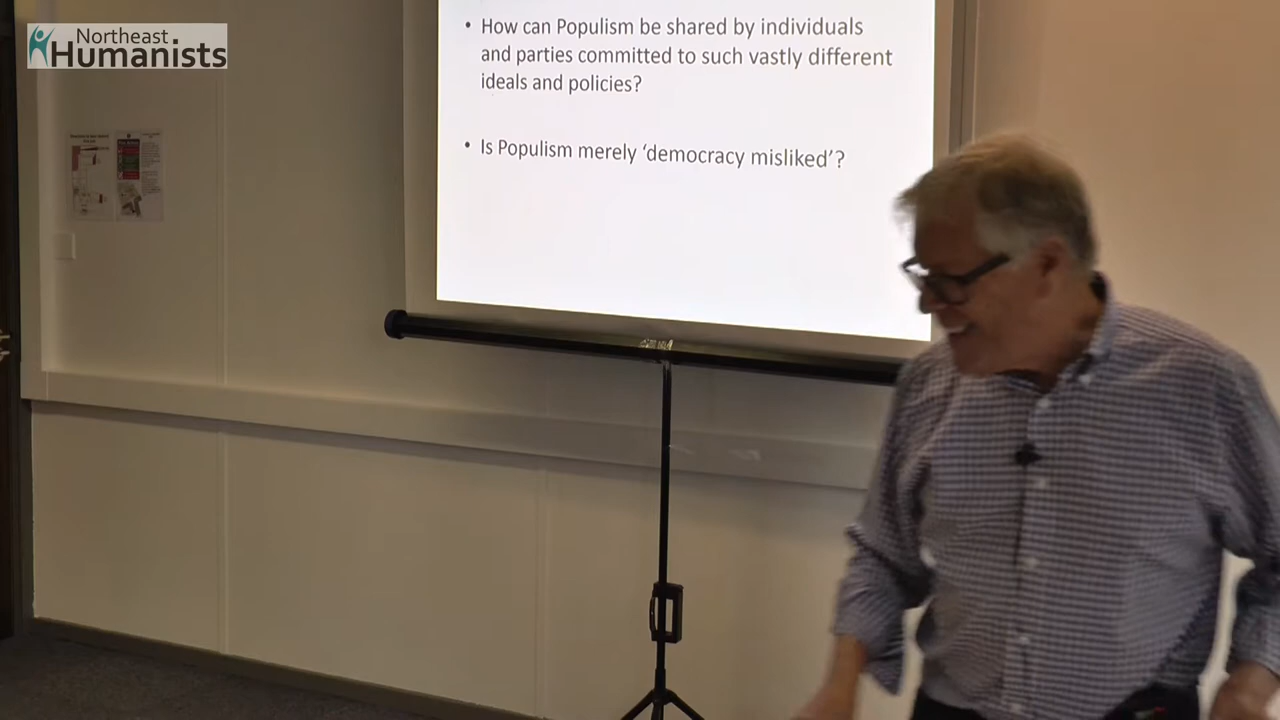 Northeast
Humanists
• How can Populism be shared by individuals
and parties committed to such vastly different
ideals and policies?
• Is Populism merely ‘democracy misliked’?